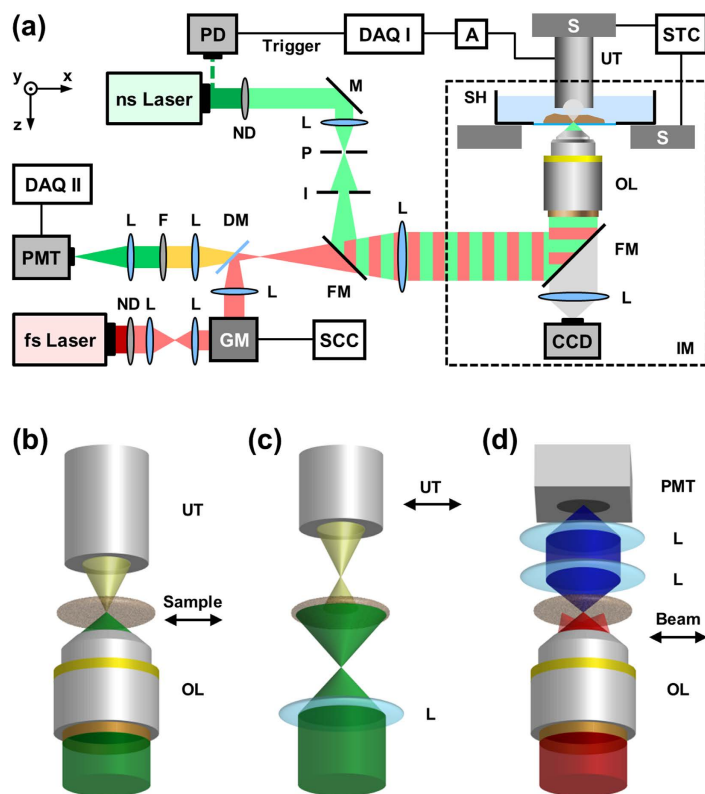 (a)
PD
Trigger
DAQ I
A
S
STC
UT
y
x
z
ns Laser
ND
M
L
P
I
SH
S
OL
DAQ II
L
F
L
DM
L
PMT
FM
FM
L
L
ND
L
L
fs Laser
GM
SCC
CCD
IM
(b)
UT
Sample
OL
(c)
UT
L
(d)
PMT
L
L
Beam
OL